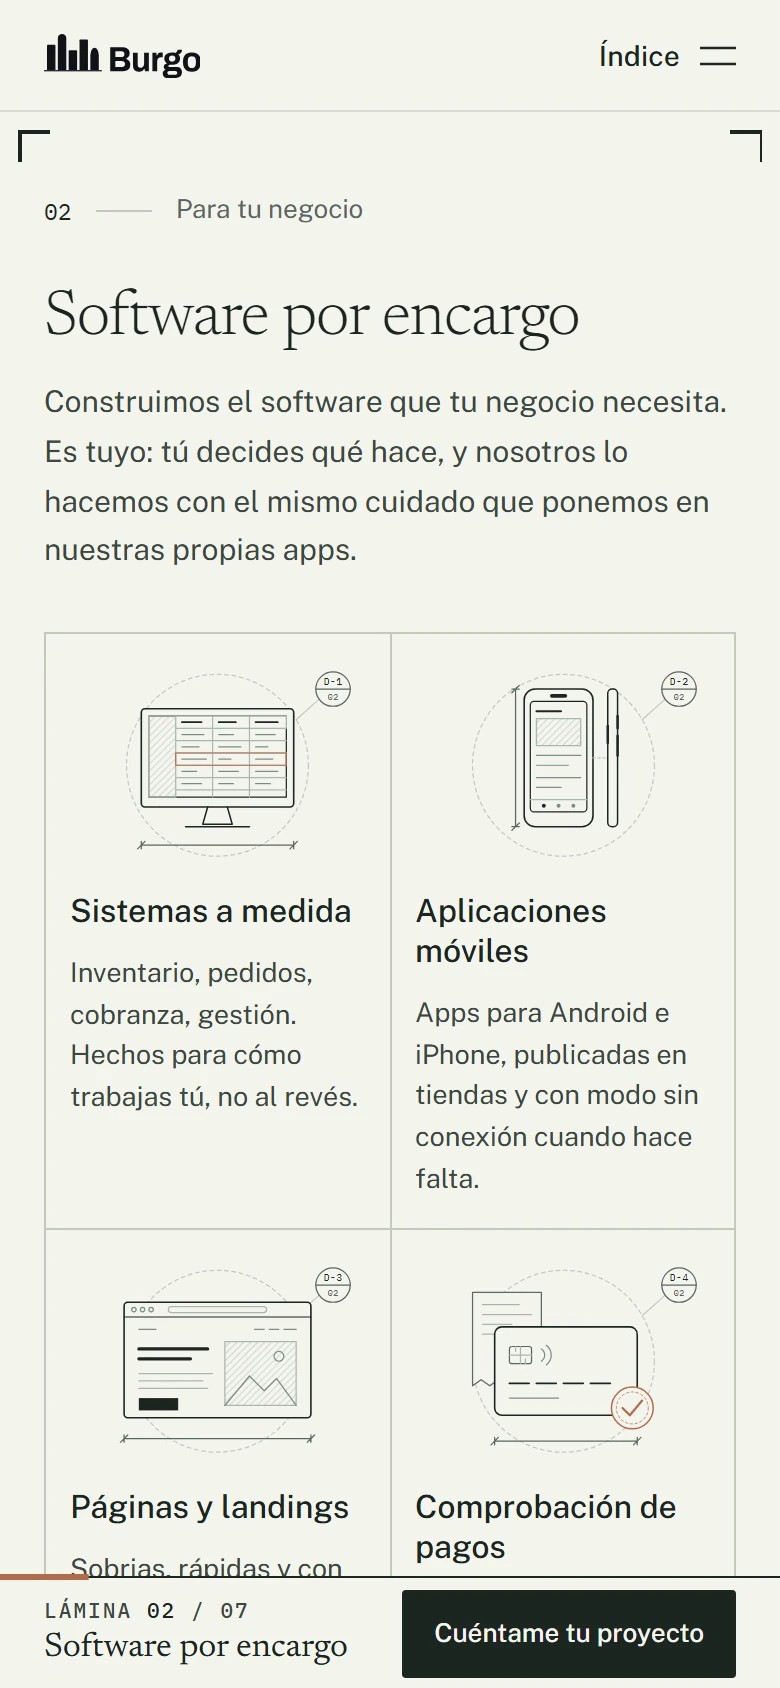 Burgo
Índice
02
Para tu negocio
Software por encargo
Construimos el software que tu negocio necesita.
Es tuyo: tú decides qué hace, y nosotros lo
hacemos con el mismo cuidado que ponemos en
nuestras propias apps.
D-1
02
Sistemas a medida
Inventario, pedidos,
cobranza, gestión.
Hechos para cómo
trabajas tú, no al revés.
D-2
02
Aplicaciones
móviles
Apps para Android e
iPhone, publicadas en
tiendas y con modo sin
conexión cuando hace
falta.
D-3
02
Páginas y landings
Sobrias, rápidas y con
D-4
02
Comprobación de
pagos
LÁMINA 02 / 07
Software por encargo
Cuéntame tu proyecto